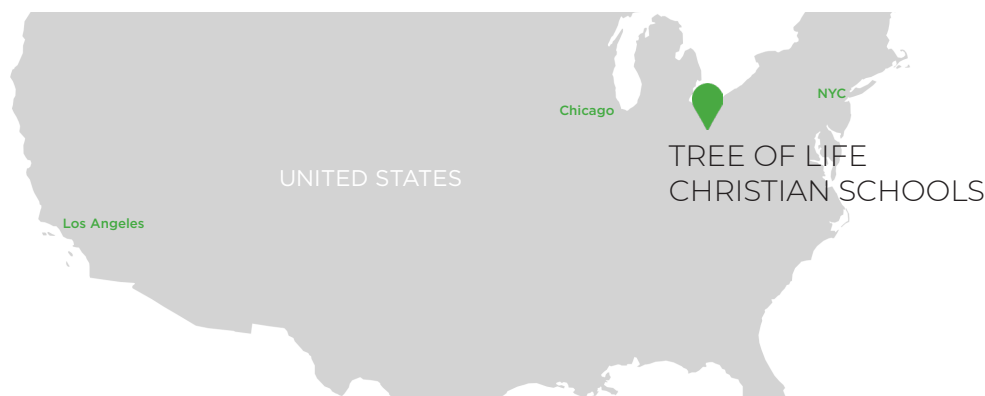 NYC
Chicago
TREE OF LIFE
UNITED STATES
CHRISTIAN SCHOOLS
Los Angeles